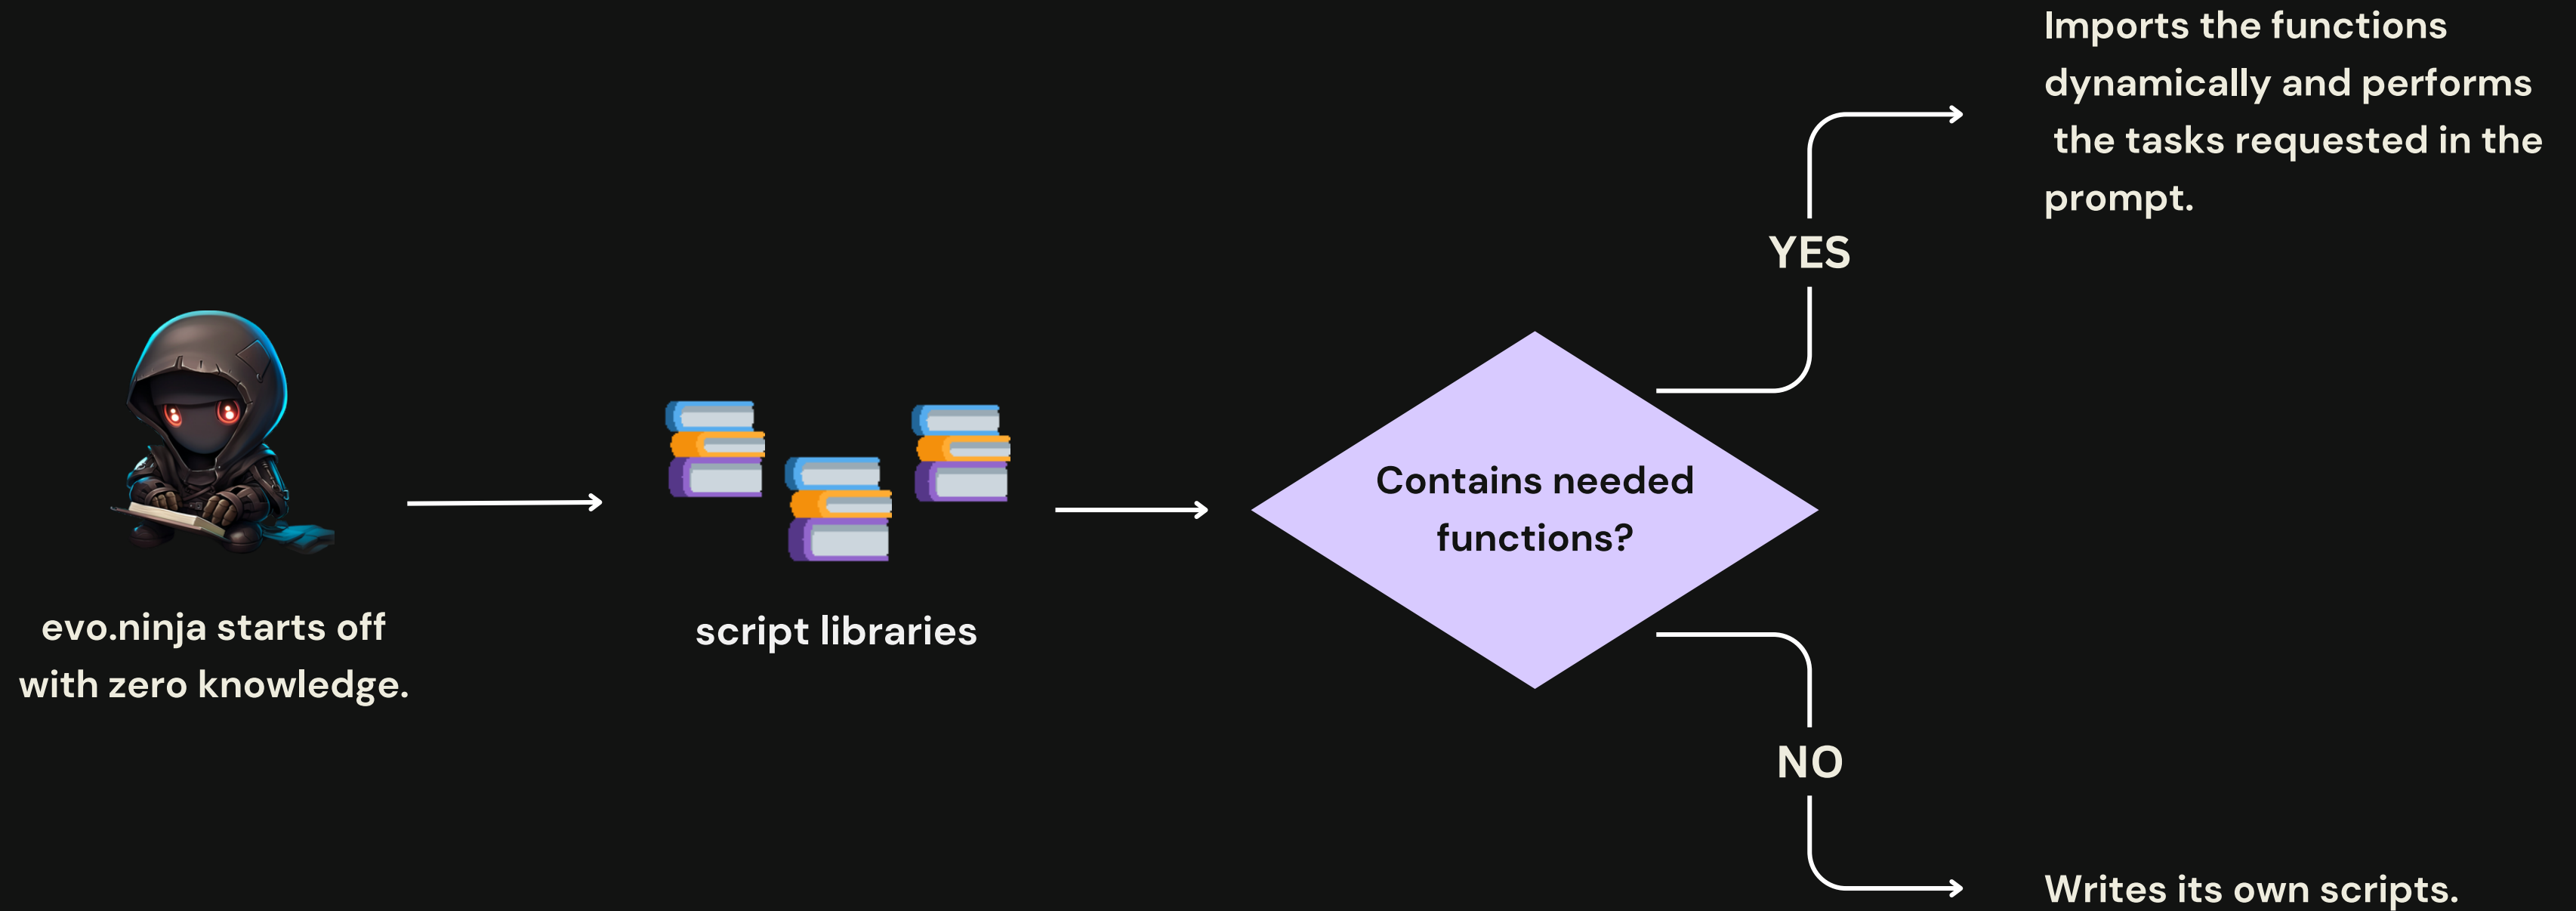 evo.ninja starts off
with zero knowledge.
script libraries
Contains needed
functions?
YES
Imports the functions
dynamically and performs
the tasks requested in the
prompt.
NO
Writes its own scripts.